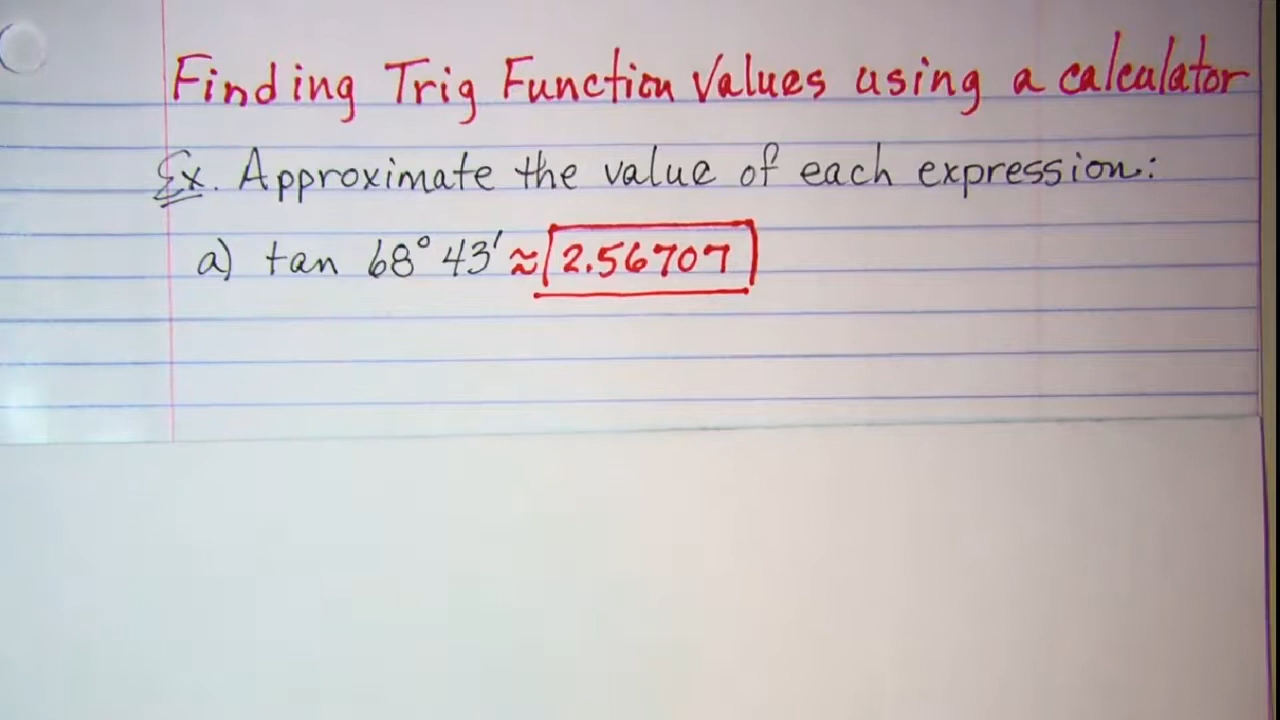 Finding Trig Function Values using a calculator
Ex. Approximate the value of each expression:
a) tan 68° 43′ ≈ 2.56707